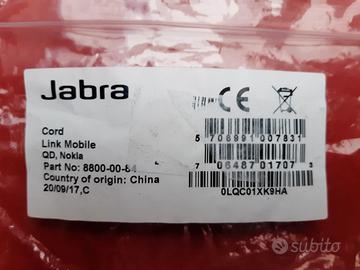 Jabra
CE
Cord
Link Mobile
QD, Nokia
Part No: 8800-00-84
Country of origin: China
20/09/17,C
5 706991 007831
7 06487 01707 3
0LQC01XK9HA
subito